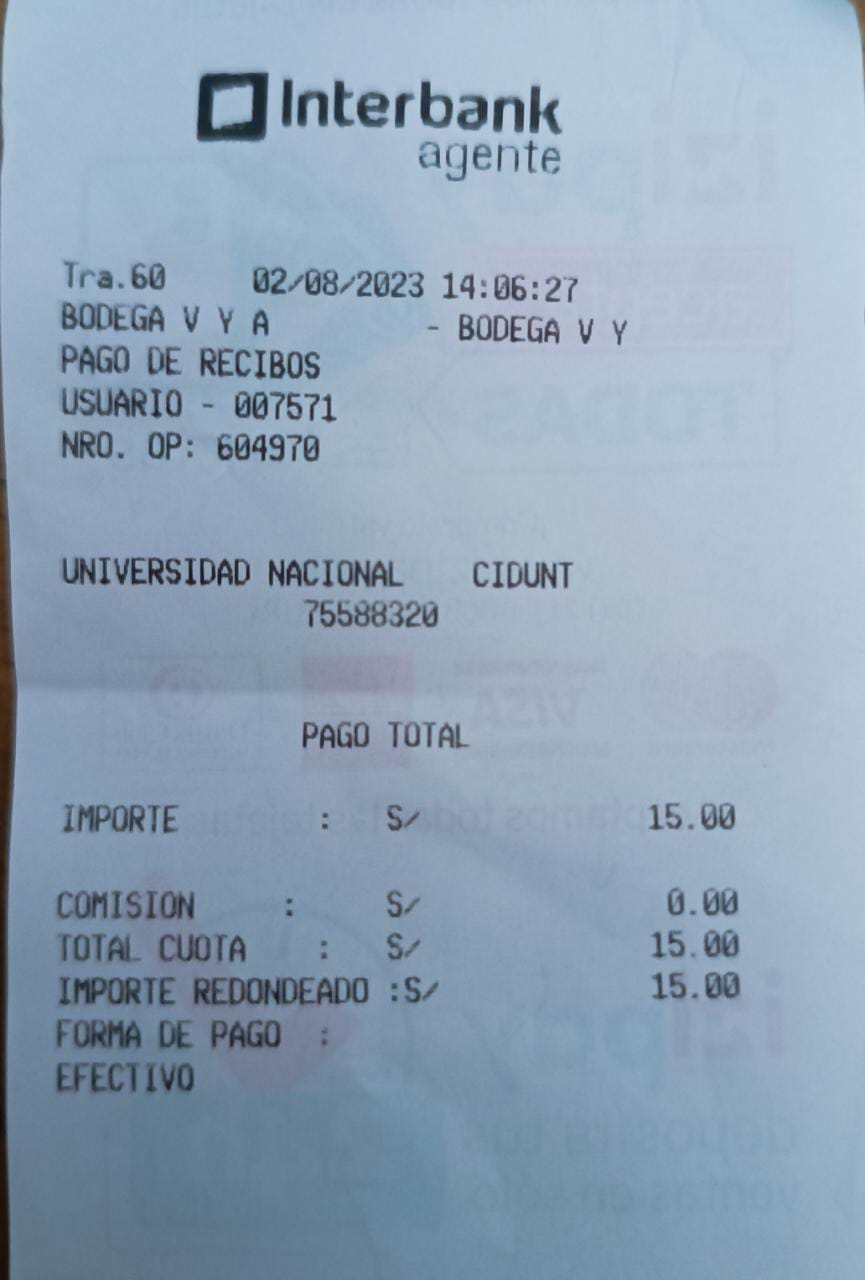 Interbank
agente
Tra.60 02/08/2023 14:06:27
BODEGA V Y A - BODEGA V Y
PAGO DE RECIBOS
USUARIO - 007571
NRO. OP: 604970
UNIVERSIDAD NACIONAL CIDUNT
75588320
PAGO TOTAL
IMPORTE : S/ 15.00
COMISION : S/ 0.00
TOTAL CUOTA : S/ 15.00
IMPORTE REDONDEADO :S/ 15.00
FORMA DE PAGO :
EFECTIVO